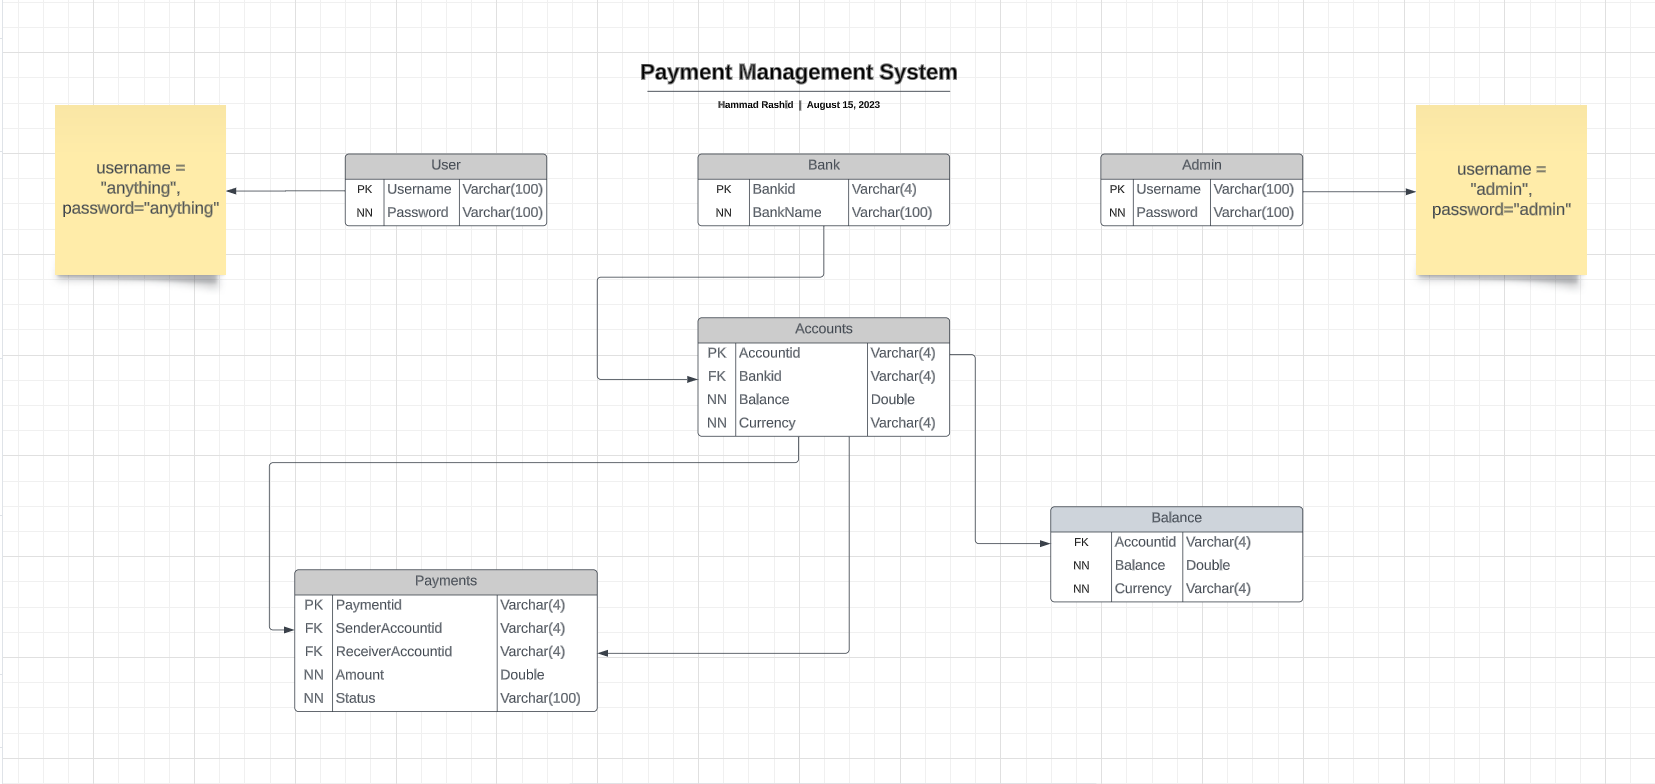 Payment Management System
Hammad Rashid | August 15, 2023
username =
"anything",
password="anything"
User
PK Username Varchar(100)
NN Password Varchar(100)
Bank
PK Bankid Varchar(4)
NN BankName Varchar(100)
Admin
PK Username Varchar(100)
NN Password Varchar(100)
username =
"admin",
password="admin"
Accounts
PK Accountid Varchar(4)
FK Bankid Varchar(4)
NN Balance Double
NN Currency Varchar(4)
Balance
FK Accountid Varchar(4)
NN Balance Double
NN Currency Varchar(4)
Payments
PK Paymentid Varchar(4)
FK SenderAccountid Varchar(4)
FK ReceiverAccountid Varchar(4)
NN Amount Double
NN Status Varchar(100)